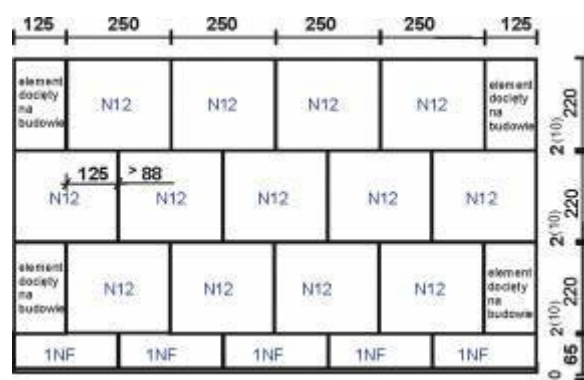 125 250 250 250 250 125
element
docięty
na
budowie
N12 N12 N12 N12
element
docięty
na
budowie
220
2(10)
125 > 88
N12 N12 N12 N12 N12
220
2(10)
element
docięty
na
budowie
N12 N12 N12 N12
element
docięty
na
budowie
220
2(10)
1NF 1NF 1NF 1NF 1NF
65
0